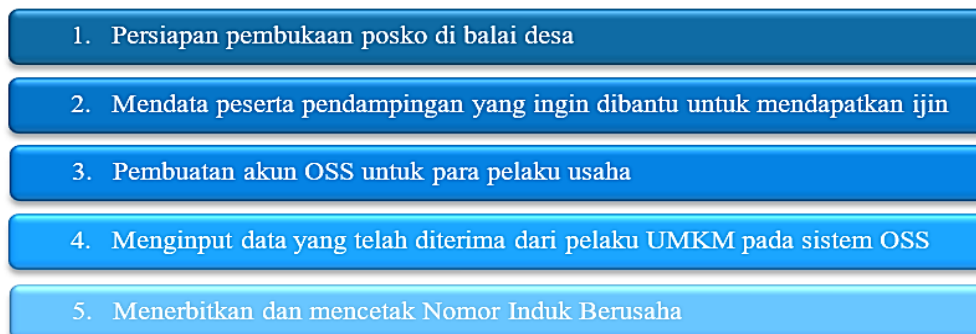 1. Persiapan pembukaan posko di balai desa
2. Mendata peserta pendampingan yang ingin dibantu untuk mendapatkan ijin
3. Pembuatan akun OSS untuk para pelaku usaha
4. Menginput data yang telah diterima dari pelaku UMKM pada sistem OSS
5. Menerbitkan dan mencetak Nomor Induk Berusaha